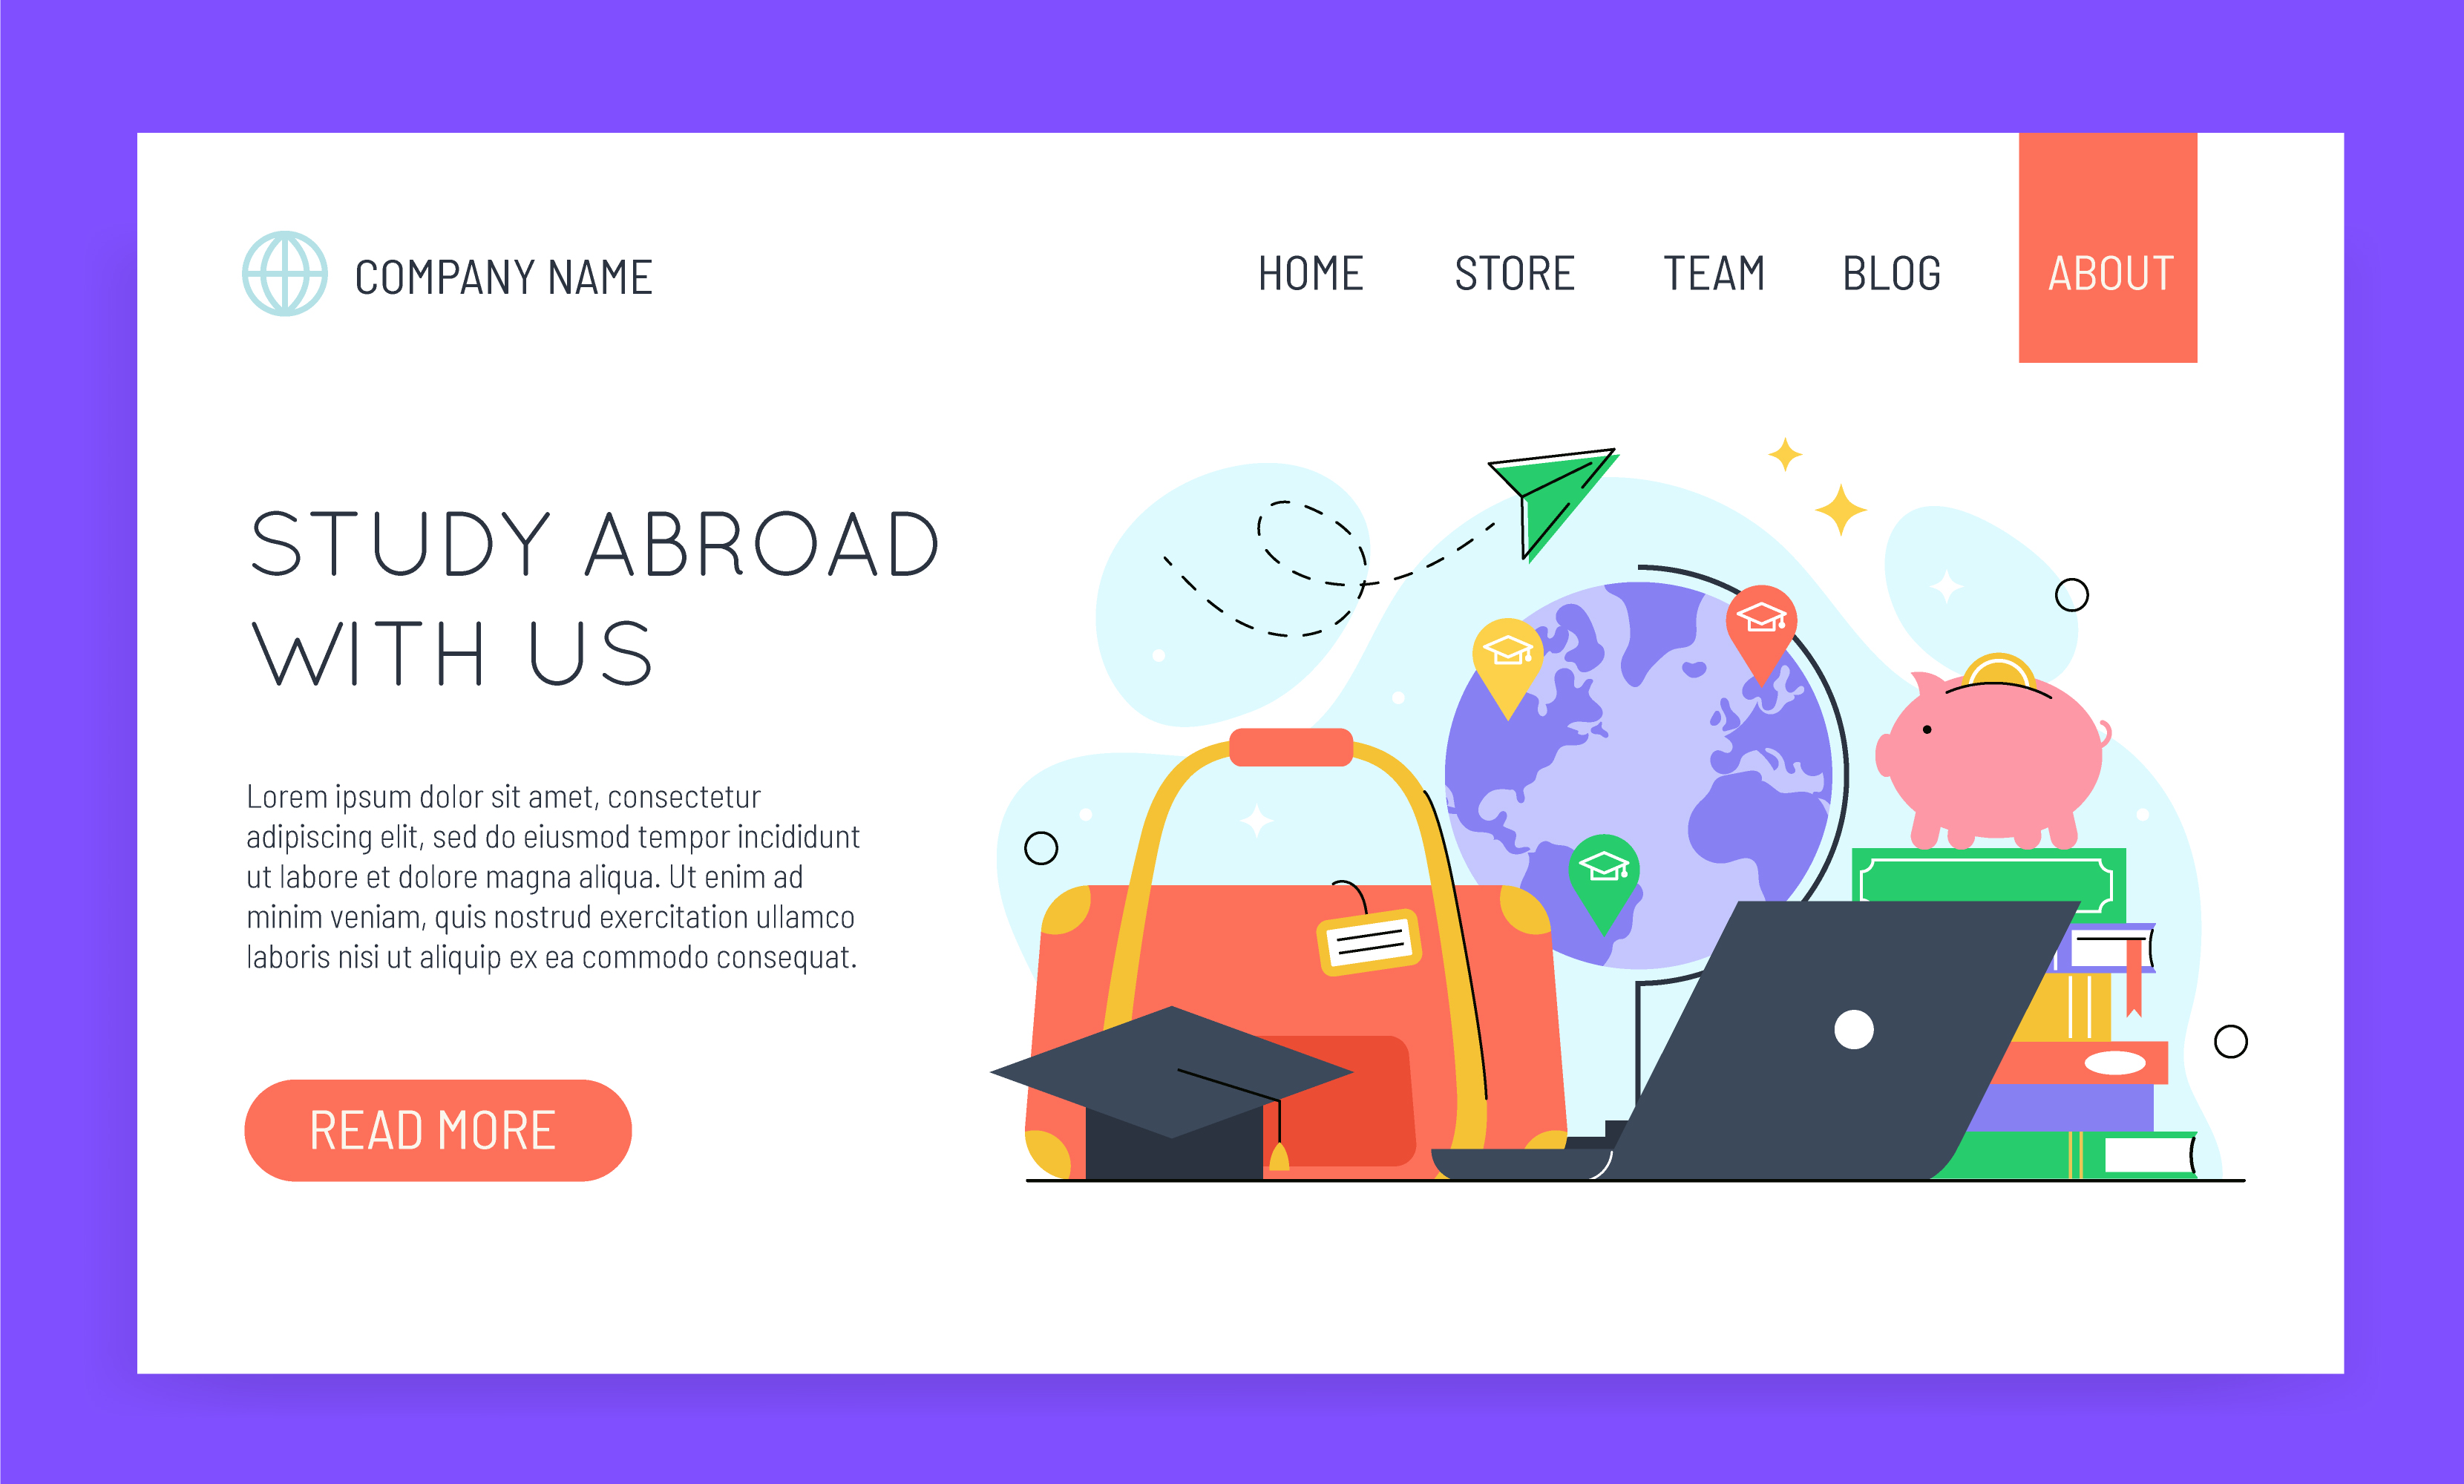 COMPANY NAME
HOME STORE TEAM BLOG ABOUT
STUDY ABROAD
WITH US
Lorem ipsum dolor sit amet, consectetur
adipiscing elit, sed do eiusmod tempor incididunt
ut labore et dolore magna aliqua. Ut enim ad
minim veniam, quis nostrud exercitation ullamco
laboris nisi ut aliquip ex ea commodo consequat.
READ MORE